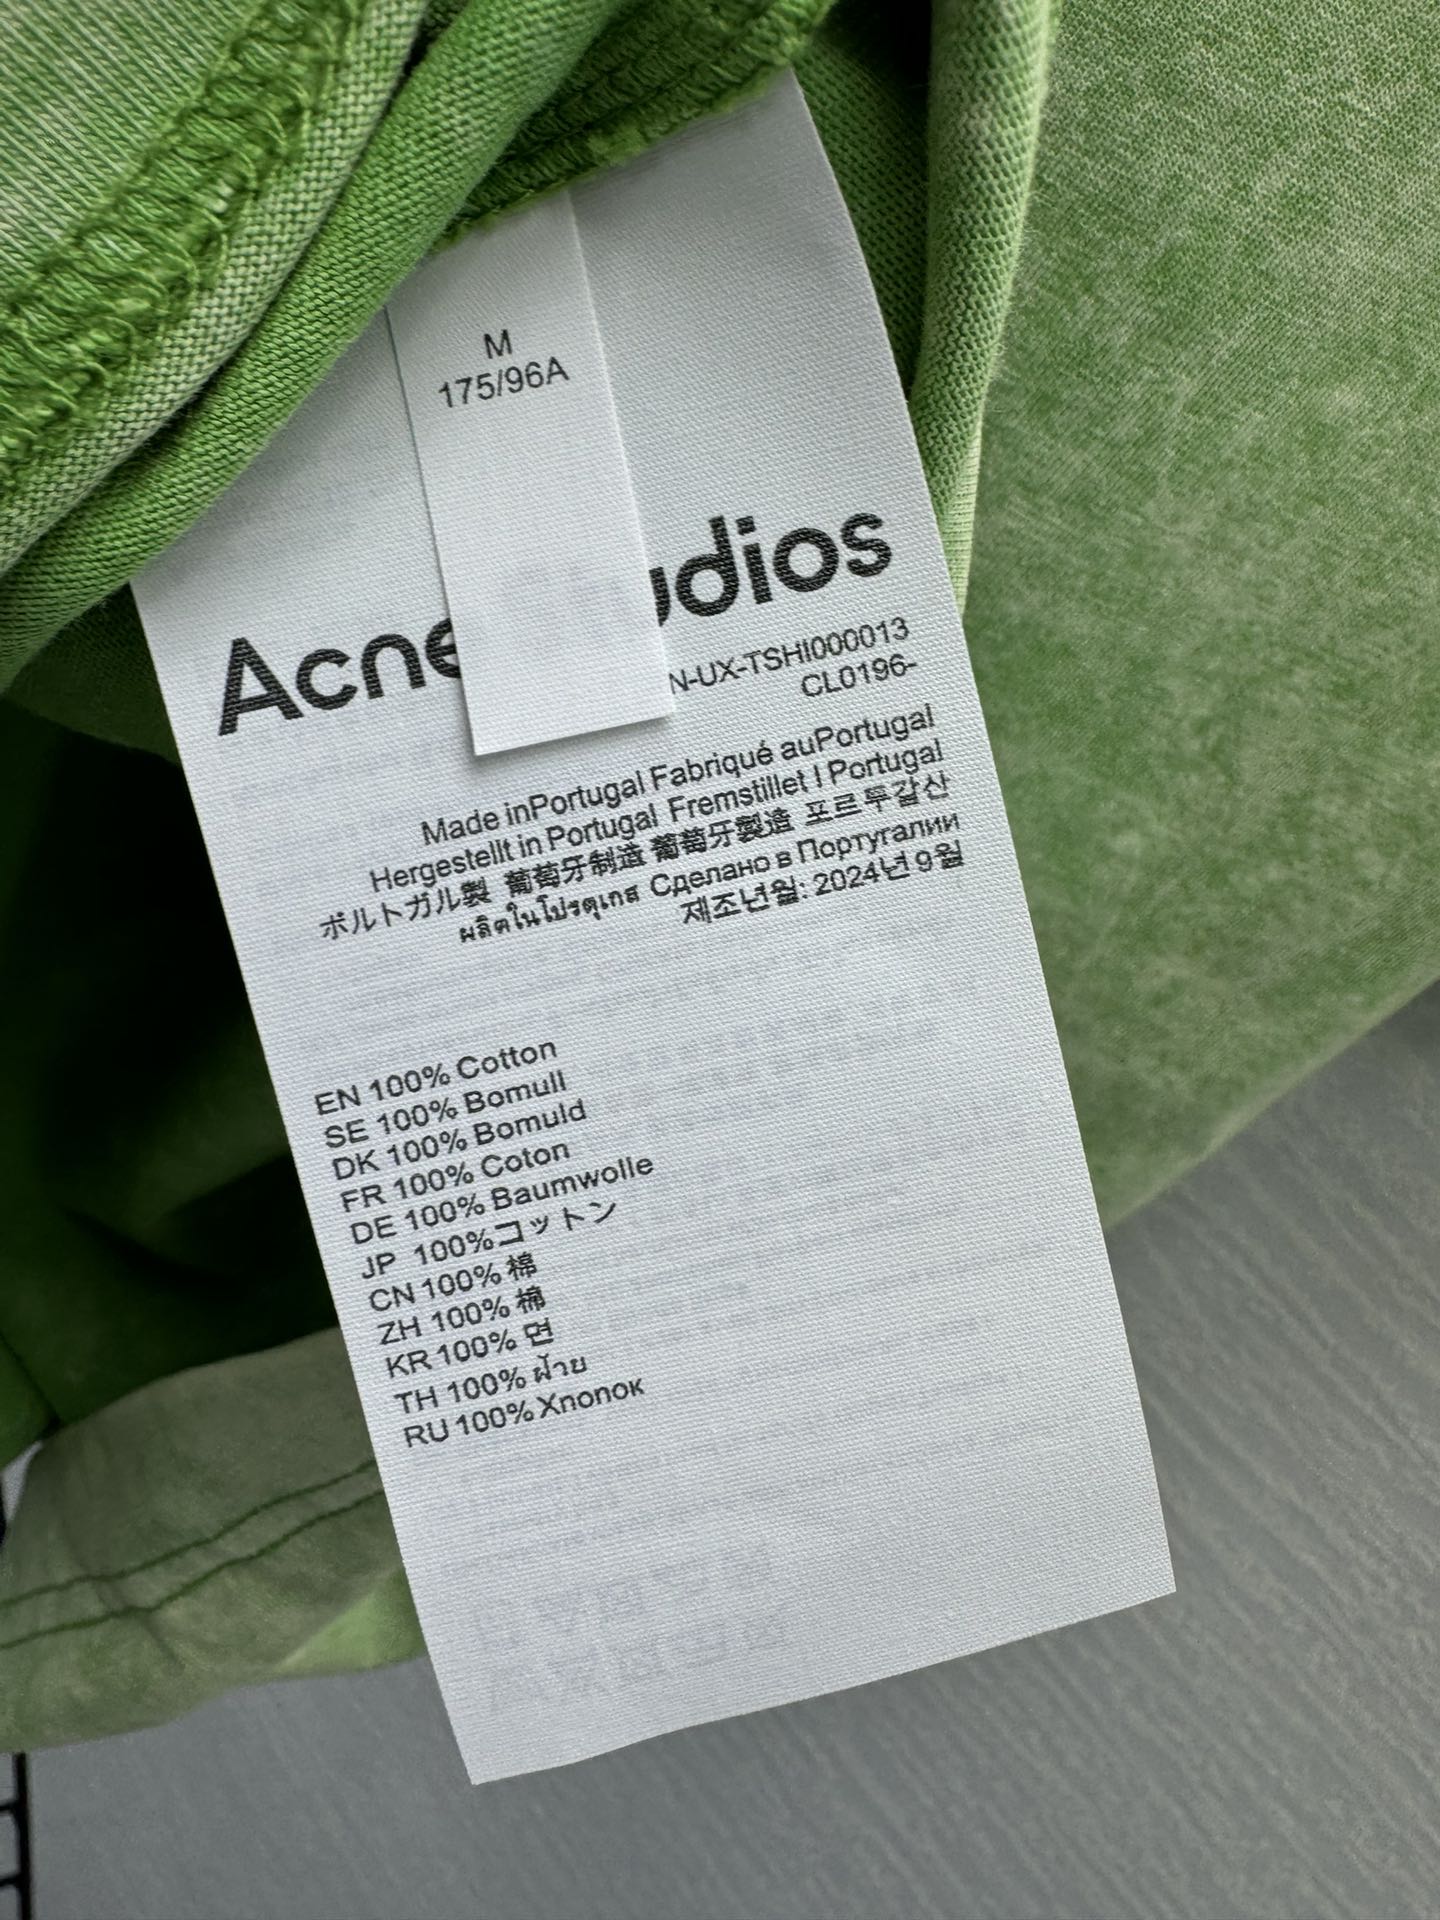 M
175/96A
Acne udios
N-UX-TSHI000013
CL0196-
Made inPortugal Fabriqué auPortugal
Hergestellt in Portugal Fremstillet I Portugal
ポルトガル製 葡萄牙制造 葡萄牙製造 포르투갈산
ผลิตในโปรตุเกส Сделано в Португалии
제조년월: 2024년 9월
EN 100% Cotton
SE 100% Bomull
DK 100% Bomuld
FR 100% Coton
DE 100% Baumwolle
JP 100%コットン
CN 100% 棉
ZH 100% 棉
KR 100% 면
TH 100% ฝ้าย
RU 100% Хпопок